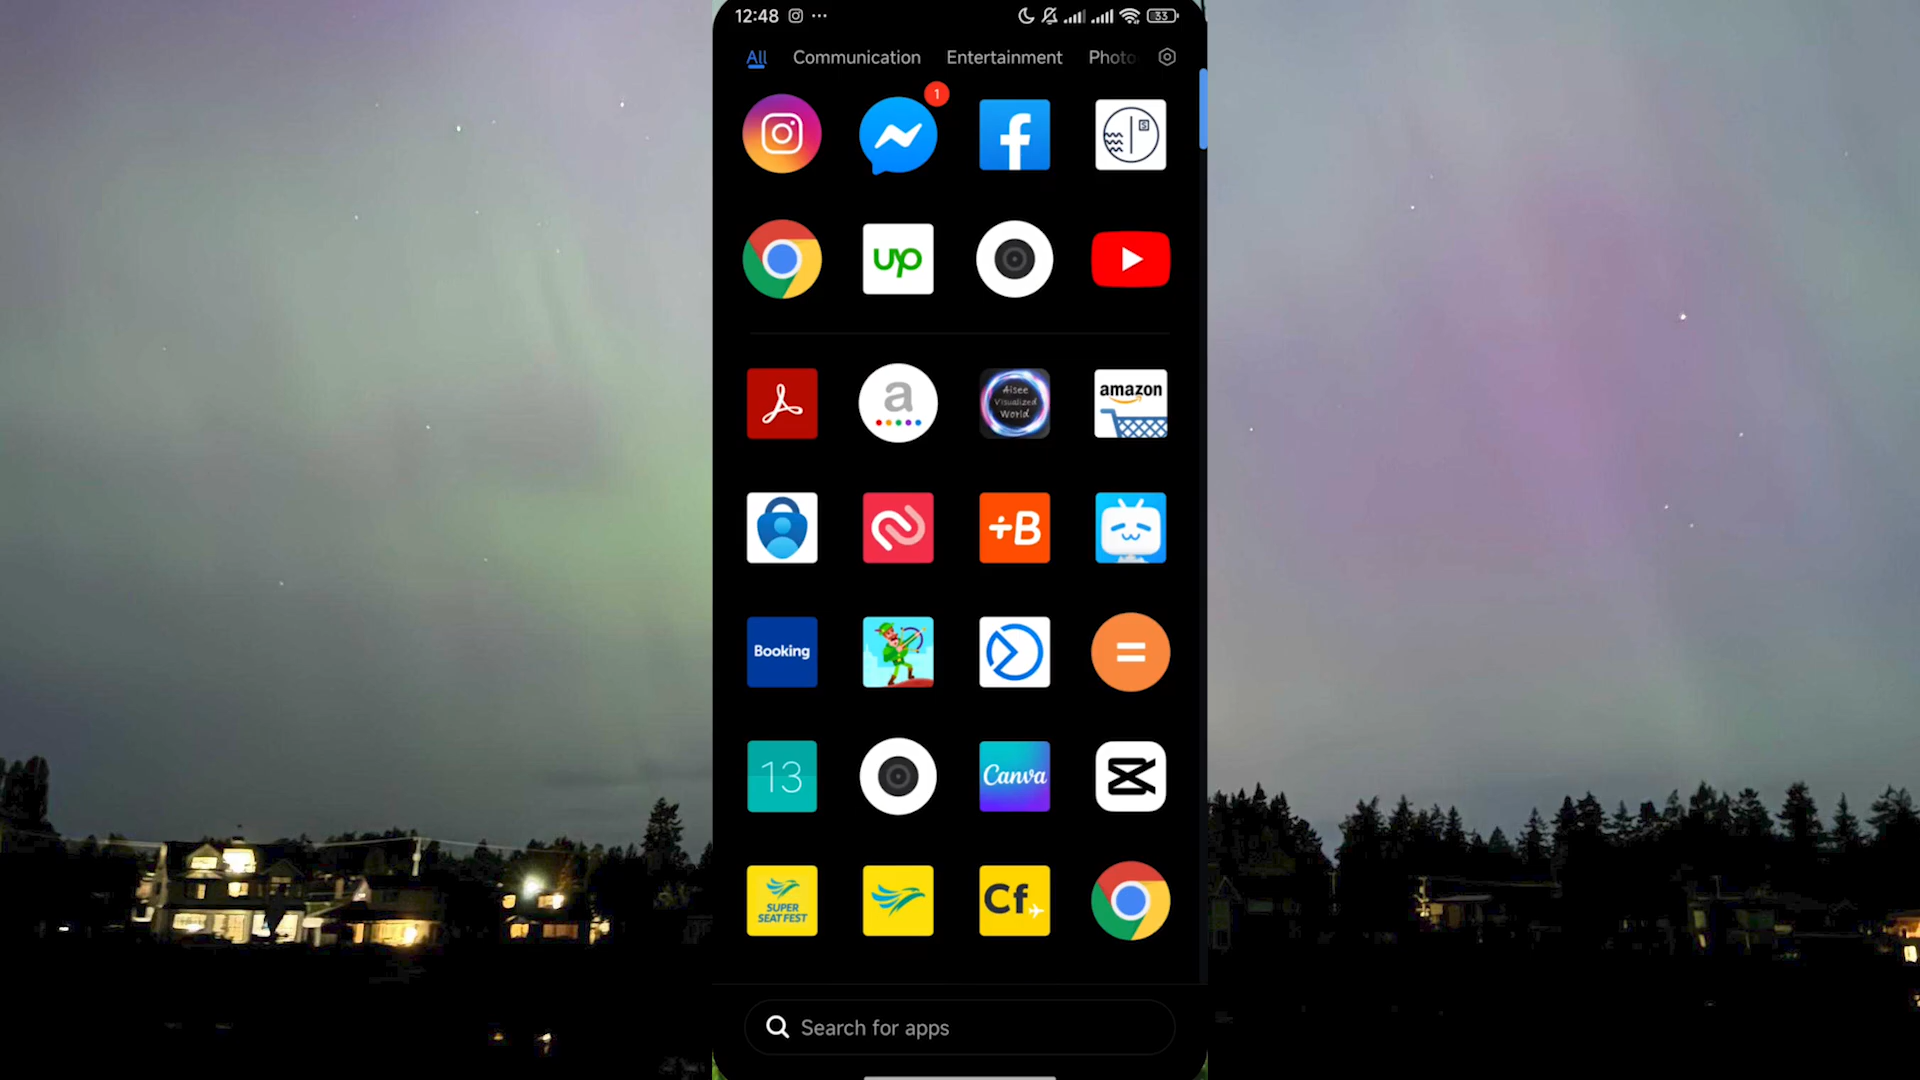 12:48
33
All Communication Entertainment Photo
1
S
up
a
Aisee
Visualized
World
amazon
÷B
Booking
13
Canva
SUPER
SEAT FEST
Cf
Search for apps